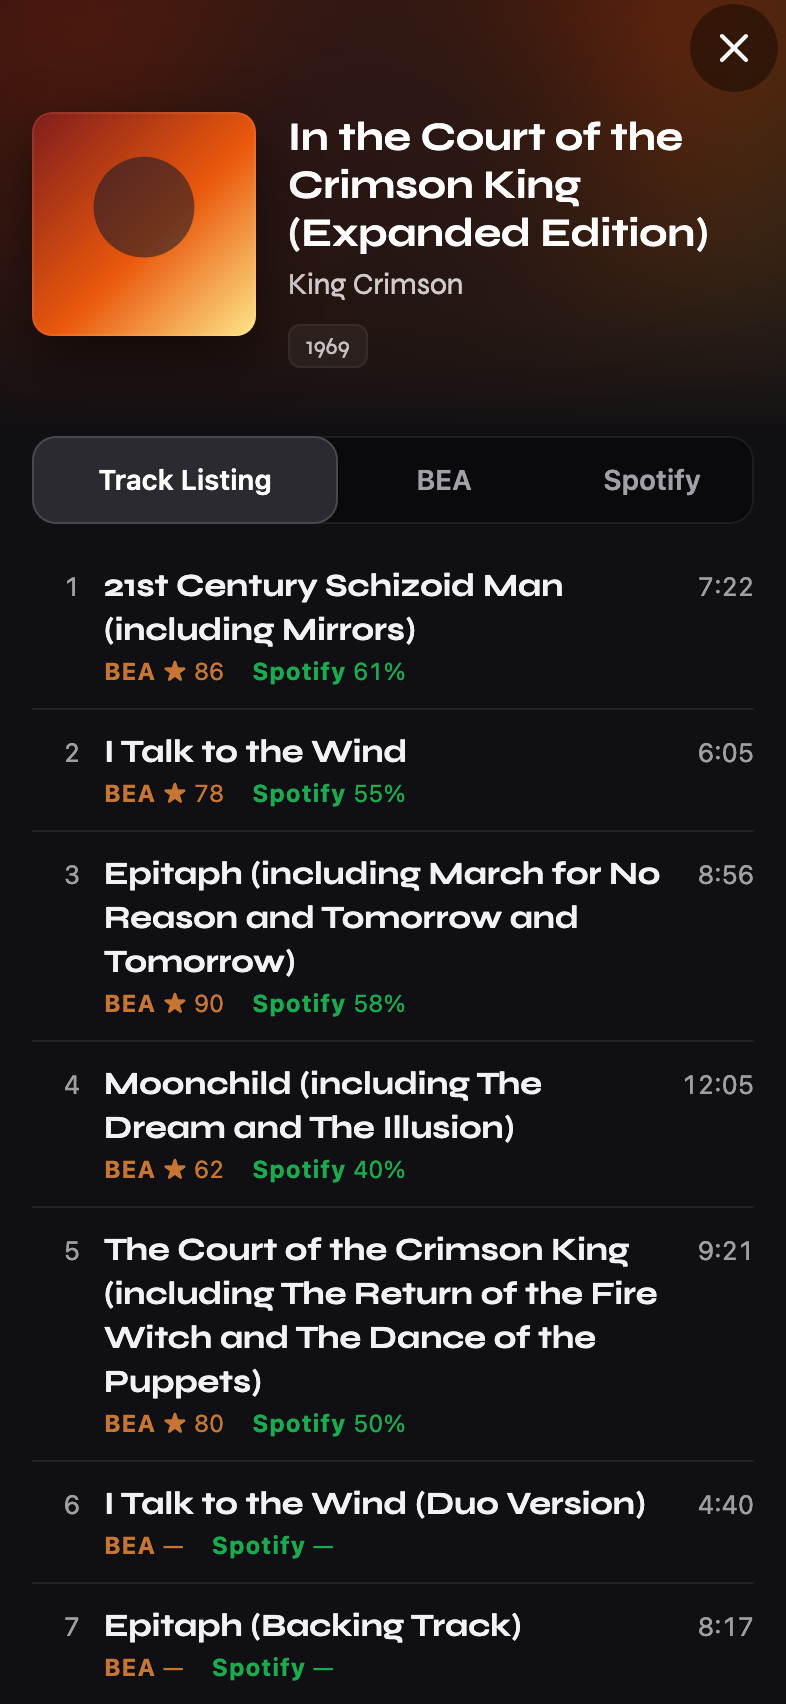 In the Court of the
Crimson King
(Expanded Edition)
King Crimson
1969
Track Listing BEA Spotify
1 21st Century Schizoid Man 7:22
(including Mirrors)
BEA ★ 86 Spotify 61%
2 I Talk to the Wind 6:05
BEA ★ 78 Spotify 55%
3 Epitaph (including March for No 8:56
Reason and Tomorrow and
Tomorrow)
BEA ★ 90 Spotify 58%
4 Moonchild (including The 12:05
Dream and The Illusion)
BEA ★ 62 Spotify 40%
5 The Court of the Crimson King 9:21
(including The Return of the Fire
Witch and The Dance of the
Puppets)
BEA ★ 80 Spotify 50%
6 I Talk to the Wind (Duo Version) 4:40
BEA — Spotify —
7 Epitaph (Backing Track) 8:17
BEA — Spotify —